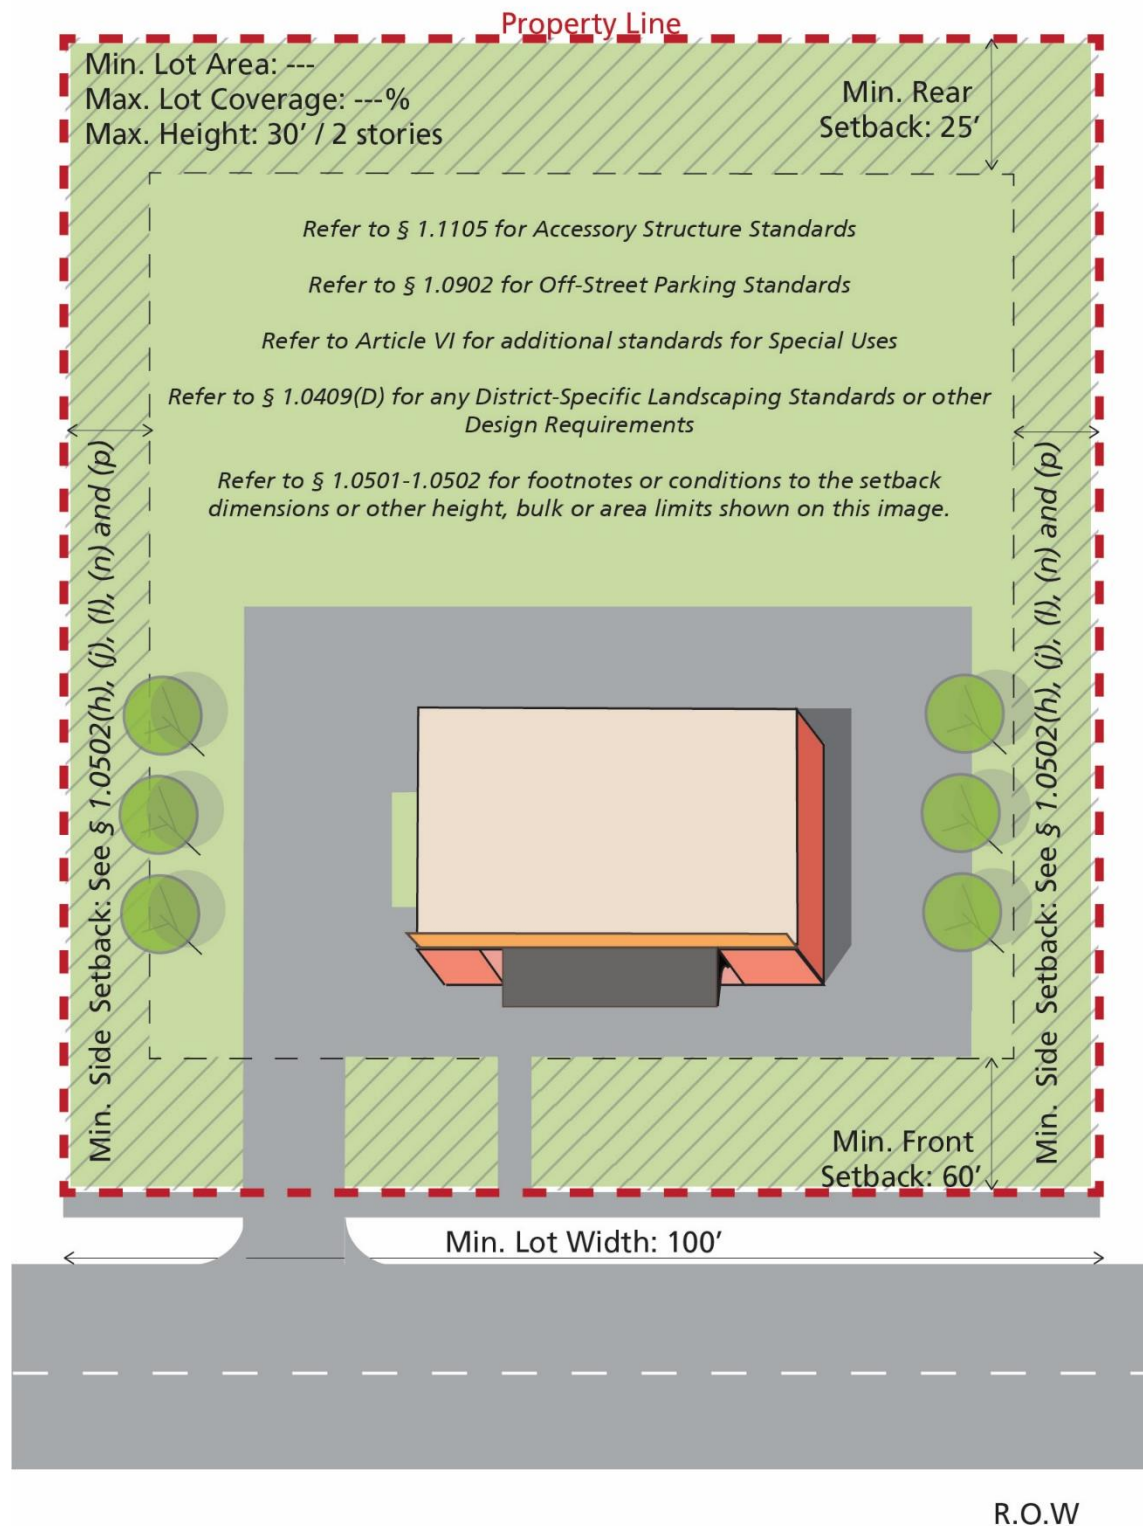 Property Line
Min. Lot Area: ---
Max. Lot Coverage: ---%
Max. Height: 30’ / 2 stories
Min. Rear
Setback: 25’
Refer to § 1.1105 for Accessory Structure Standards
Refer to § 1.0902 for Off-Street Parking Standards
Refer to Article VI for additional standards for Special Uses
Refer to § 1.0409(D) for any District-Specific Landscaping Standards or other
Design Requirements
Refer to § 1.0501-1.0502 for footnotes or conditions to the setback
dimensions or other height, bulk or area limits shown on this image.
Min. Side Setback: See § 1.0502(h), (j), (l), (n) and (p)
Min. Side Setback: See § 1.0502(h), (j), (l), (n) and (p)
Min. Front
Setback: 60’
Min. Lot Width: 100’
R.O.W